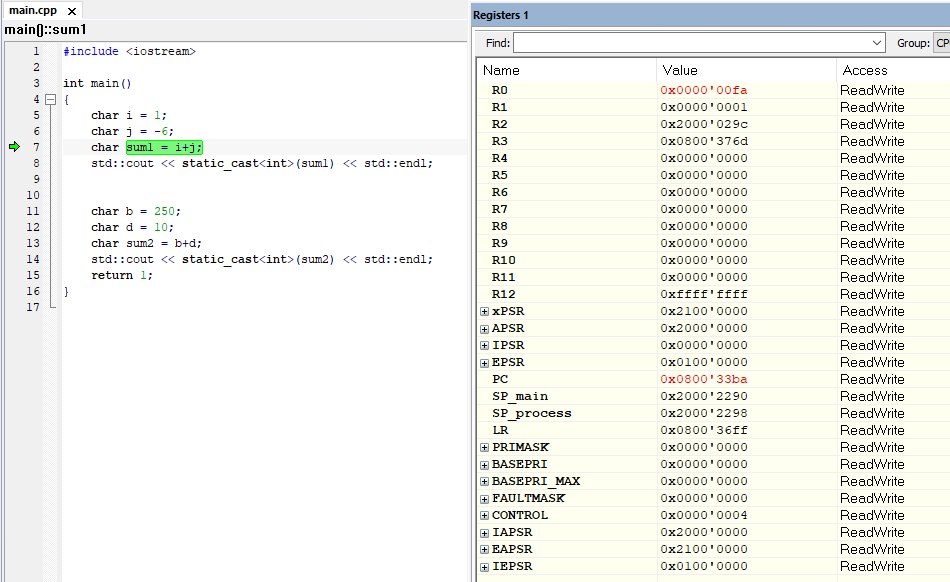 main.cpp x
main()::sum1
1 #include <iostream>
2
3 int main()
4 {
5 char i = 1;
6 char j = -6;
7 char sum1 = i+j;
8 std::cout << static_cast<int>(sum1) << std::endl;
9
10
11 char b = 250;
12 char d = 10;
13 char sum2 = b+d;
14 std::cout << static_cast<int>(sum2) << std::endl;
15 return 1;
16 }
17
Registers 1
Find: Group: CP
Name Value Access
R0 0x0000'00fa ReadWrite
R1 0x0000'0001 ReadWrite
R2 0x2000'029c ReadWrite
R3 0x0800'376d ReadWrite
R4 0x0000'0000 ReadWrite
R5 0x0000'0000 ReadWrite
R6 0x0000'0000 ReadWrite
R7 0x0000'0000 ReadWrite
R8 0x0000'0000 ReadWrite
R9 0x0000'0000 ReadWrite
R10 0x0000'0000 ReadWrite
R11 0x0000'0000 ReadWrite
R12 0xffff'ffff ReadWrite
xPSR 0x2100'0000 ReadWrite
APSR 0x2000'0000 ReadWrite
IPSR 0x0000'0000 ReadWrite
EPSR 0x0100'0000 ReadWrite
PC 0x0800'33ba ReadWrite
SP_main 0x2000'2290 ReadWrite
SP_process 0x2000'2298 ReadWrite
LR 0x0800'36ff ReadWrite
PRIMASK 0x0000'0000 ReadWrite
BASEPRI 0x0000'0000 ReadWrite
BASEPRI_MAX 0x0000'0000 ReadWrite
FAULTMASK 0x0000'0000 ReadWrite
CONTROL 0x0000'0004 ReadWrite
IAPSR 0x2000'0000 ReadWrite
EAPSR 0x2100'0000 ReadWrite
IEPSR 0x0100'0000 ReadWrite